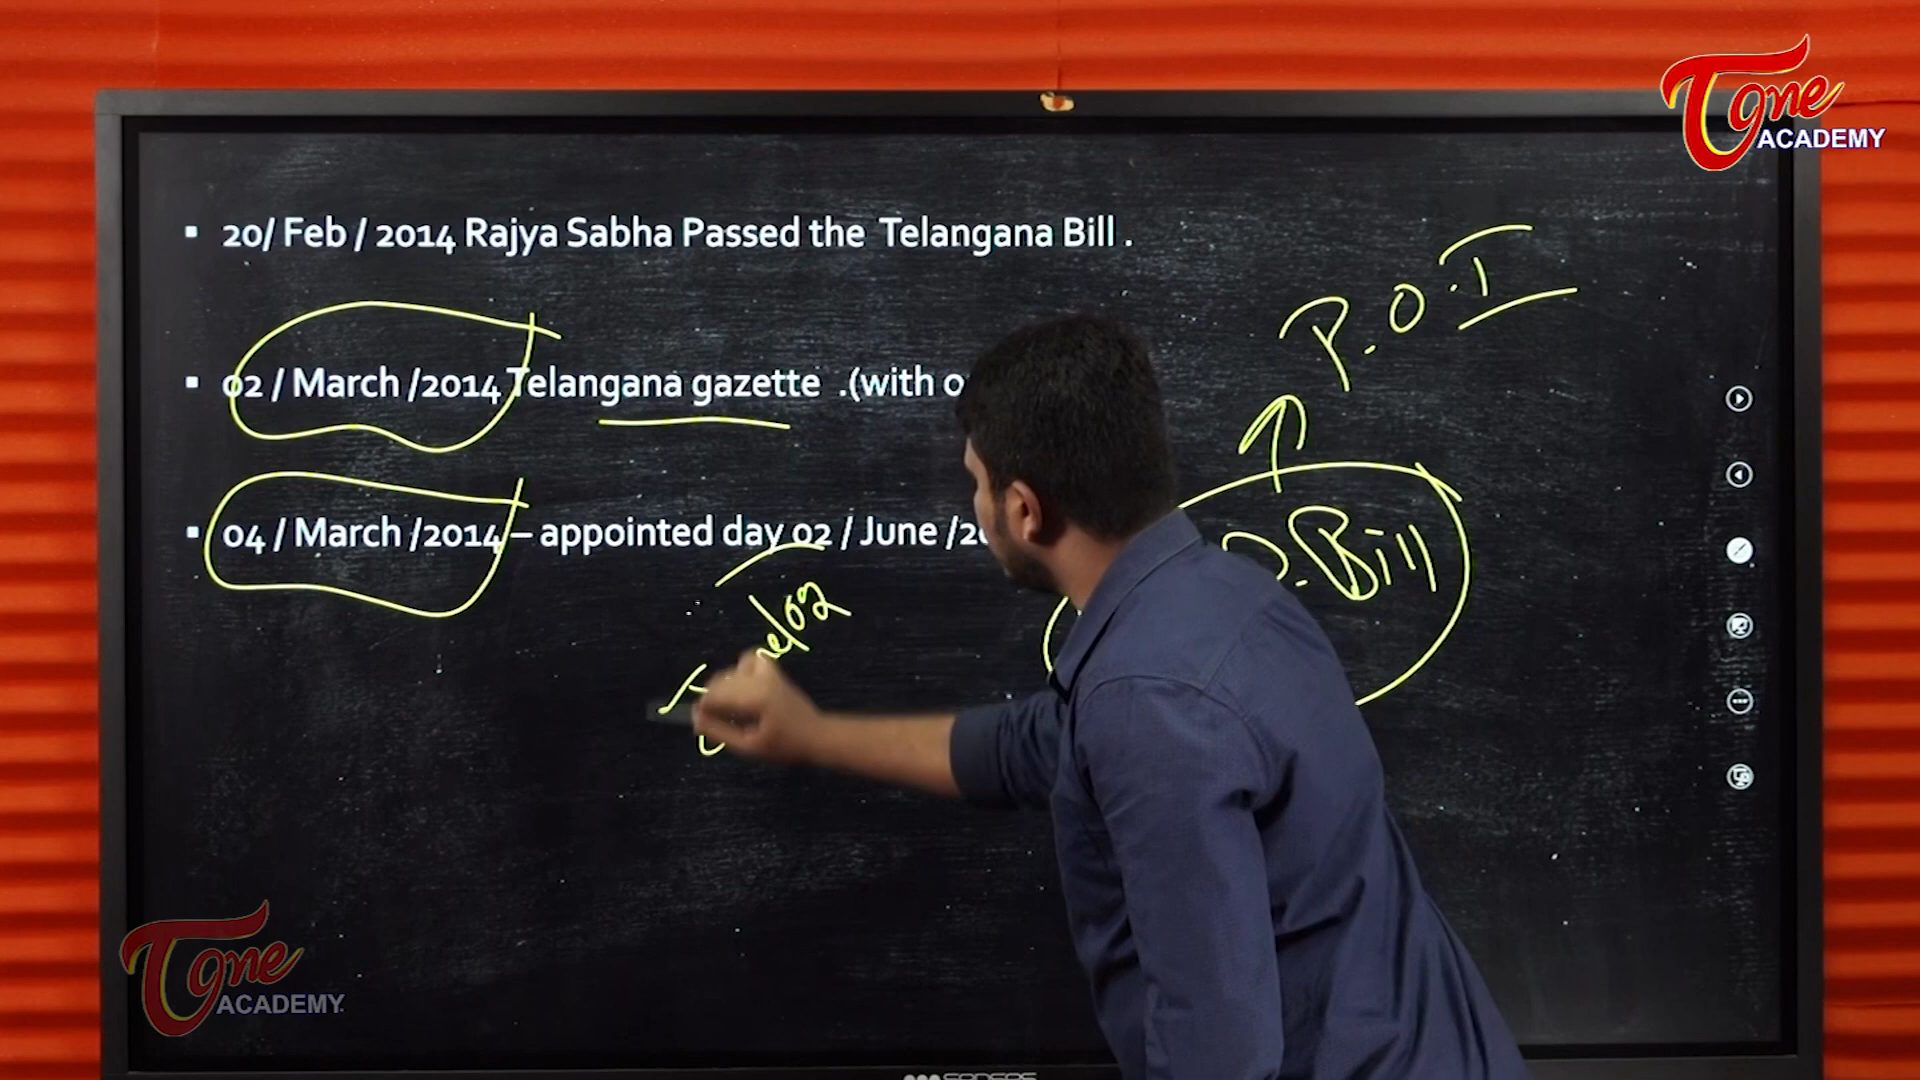 Tone
ACADEMY
20/ Feb / 2014 Rajya Sabha Passed the Telangana Bill .
P.O.I
02 / March /2014 Telangana gazette .(with
04 / March /2014 – appointed day 02 / June
Bill
02
Tone
ACADEMY